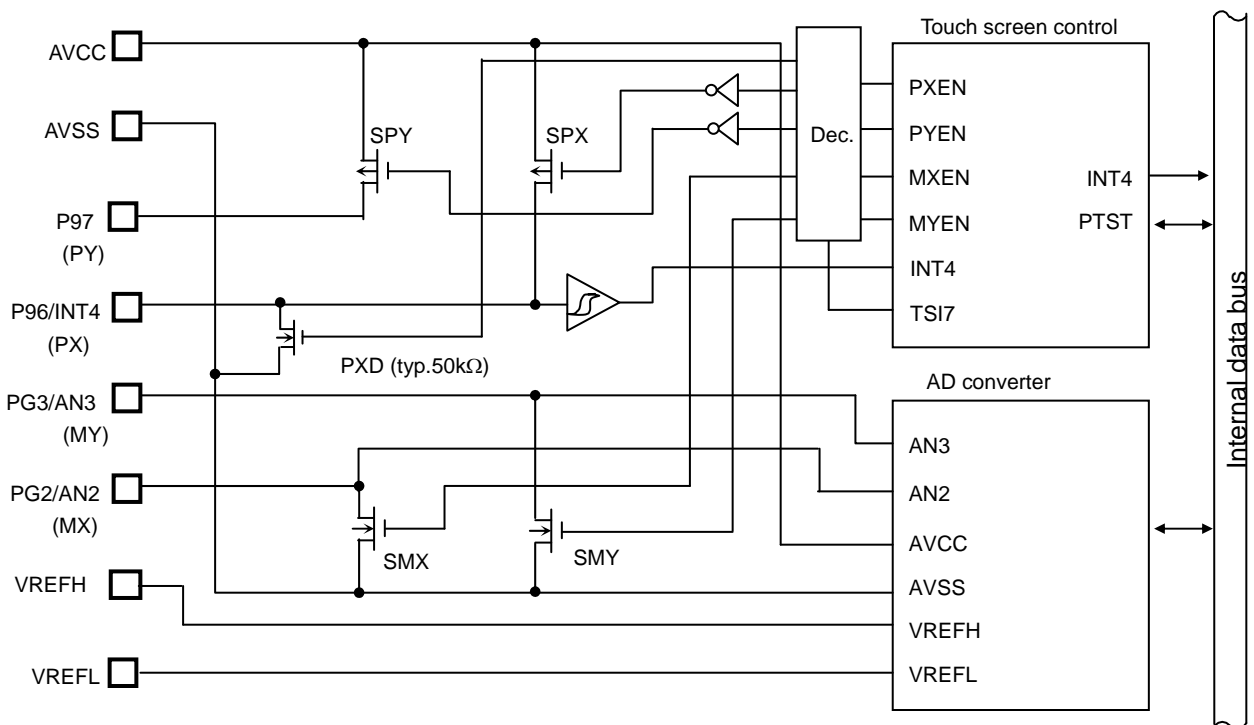 Touch screen control
AVCC
AVSS
SPY
SPX
Dec.
PXEN
PYEN
MXEN
MYEN
INT4
TSI7
INT4
PTST
P97
(PY)
P96/INT4
(PX)
PXD (typ.50kΩ)
PG3/AN3
(MY)
PG2/AN2
(MX)
SMX
SMY
VREFH
VREFL
AD converter
AN3
AN2
AVCC
AVSS
VREFH
VREFL
Internal data bus